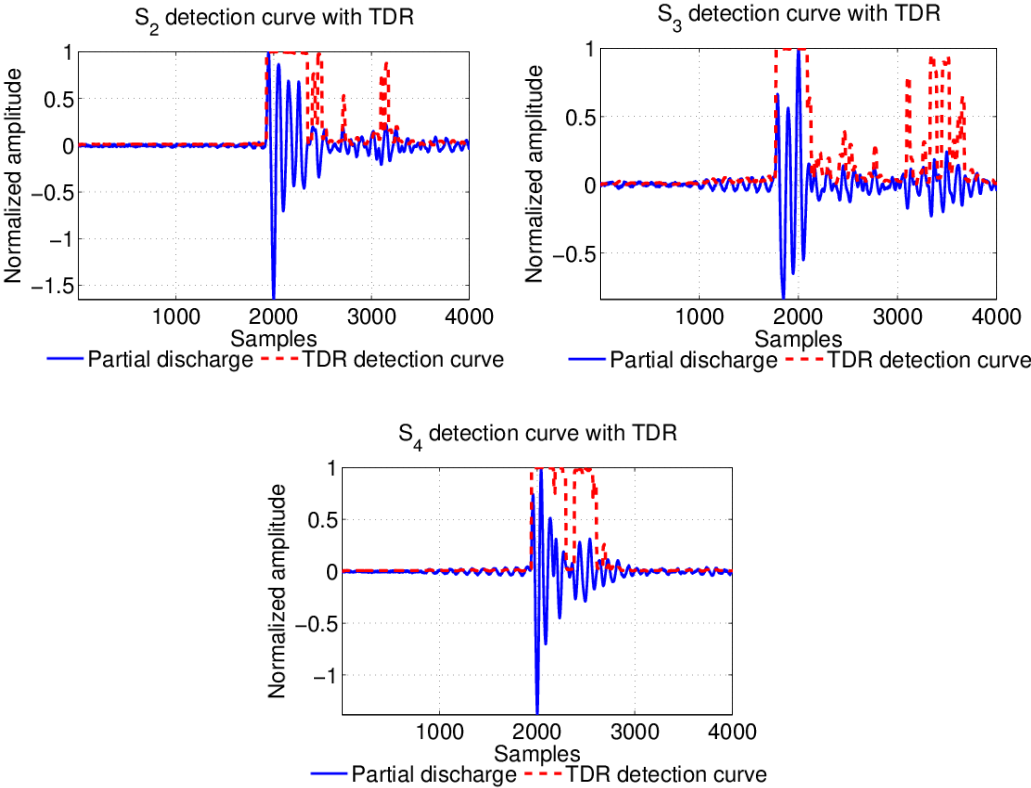 S2 detection curve with TDR
Normalized amplitude
1
0.5
0
−0.5
−1
−1.5
1000 2000 3000 4000
Samples
Partial discharge TDR detection curve
S3 detection curve with TDR
Normalized amplitude
1
0.5
0
−0.5
1000 2000 3000 4000
Samples
Partial discharge TDR detection curve
S4 detection curve with TDR
Normalized amplitude
1
0.5
0
−0.5
−1
1000 2000 3000 4000
Samples
Partial discharge TDR detection curve